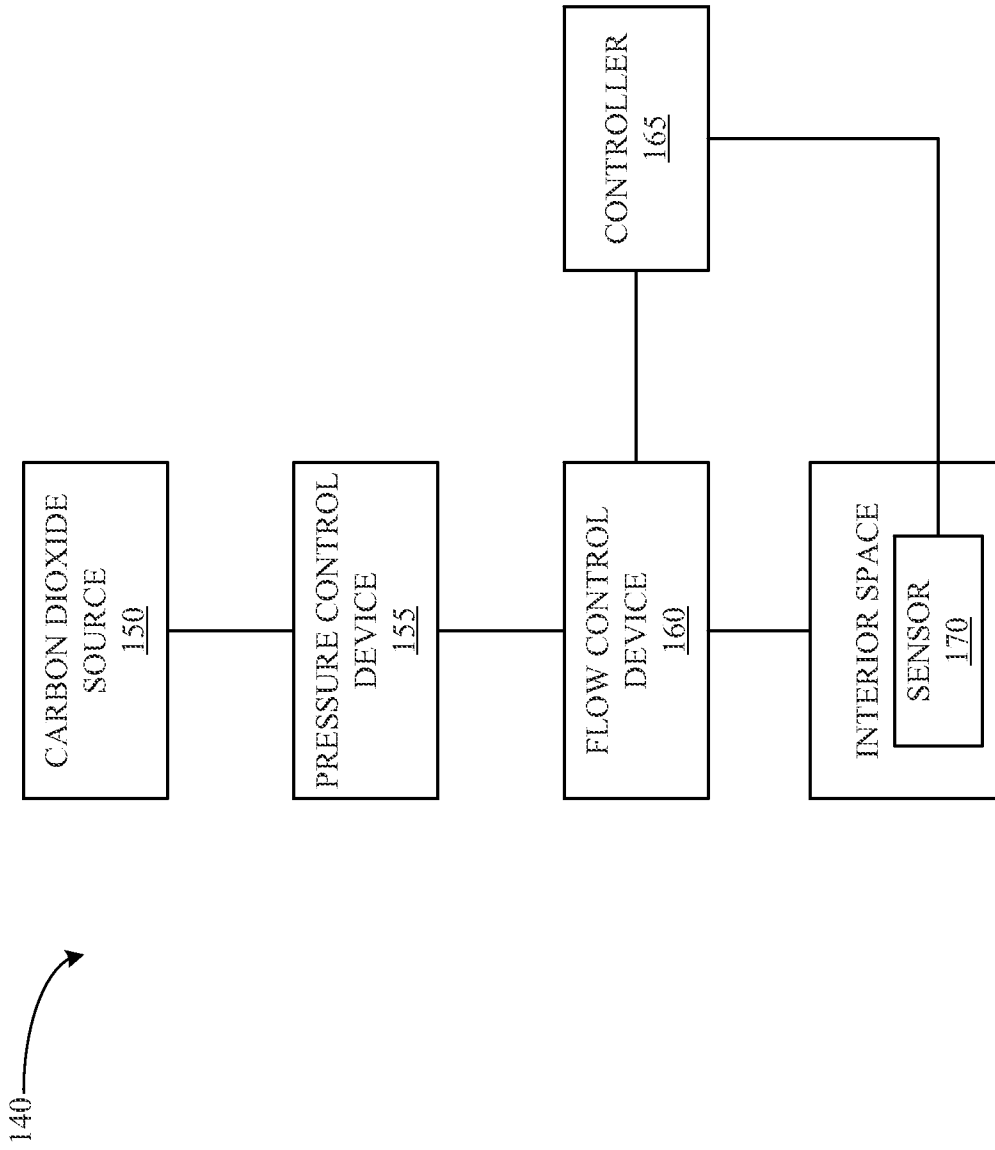 140
CARBON DIOXIDE
SOURCE
150
PRESSURE CONTROL
DEVICE
155
FLOW CONTROL
DEVICE
160
CONTROLLER
165
INTERIOR SPACE
SENSOR
170